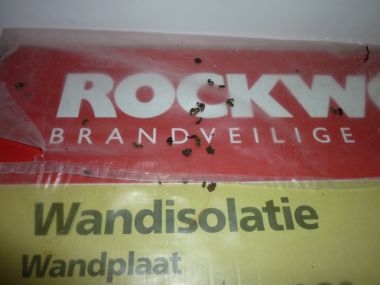 ROCKW
BRANDVEILIGE
Wandisolatie
Wandplaat